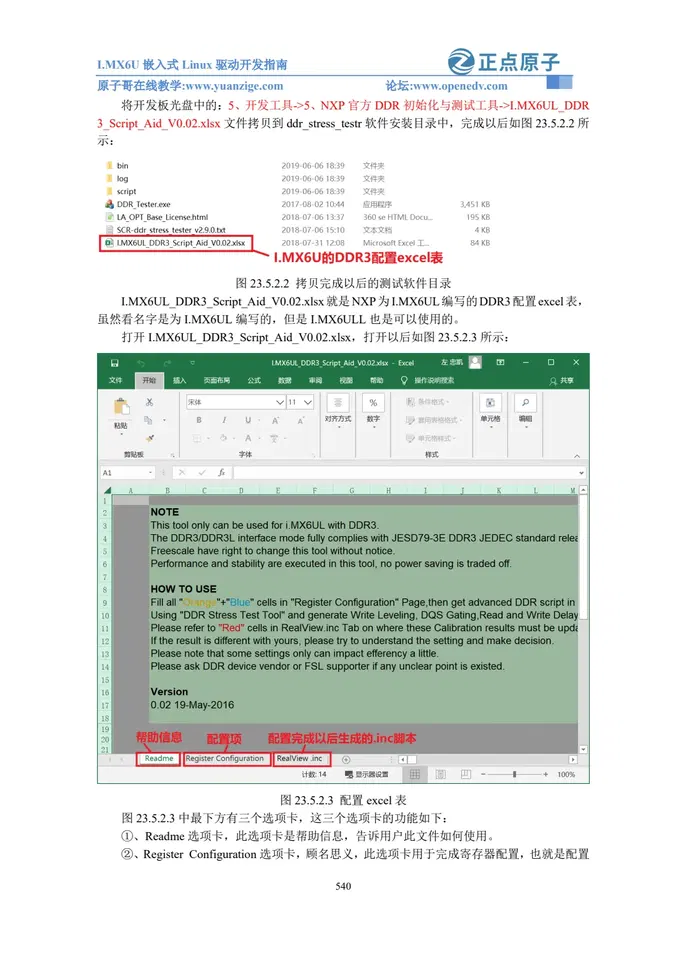 I.MX6U 嵌入式 Linux 驱动开发指南
正点原子
原子哥在线教学:www.yuanzige.com 论坛:www.openedv.com
将开发板光盘中的:5、开发工具->5、NXP 官方 DDR 初始化与测试工具->I.MX6UL_DDR
3_Script_Aid_V0.02.xlsx 文件拷贝到 ddr_stress_testr 软件安装目录中，完成以后如图 23.5.2.2 所
示：
bin 2019-06-06 18:39 文件夹
log 2019-06-06 18:39 文件夹
script 2019-06-06 18:39 文件夹
DDR_Tester.exe 2017-08-02 10:44 应用程序 3,451 KB
LA_OPT_Base_License.html 2018-07-06 13:37 360 se HTML Docu... 195 KB
SCR-ddr_stress_tester_v2.9.0.txt 2018-07-06 15:10 文本文档 4 KB
I.MX6UL_DDR3_Script_Aid_V0.02.xlsx 2018-07-31 12:08 Microsoft Excel 工... 84 KB
I.MX6U的DDR3配置excel表
图 23.5.2.2 拷贝完成以后的测试软件目录
I.MX6UL_DDR3_Script_Aid_V0.02.xlsx 就是 NXP 为 I.MX6UL 编写的 DDR3 配置 excel 表，
虽然看名字是为 I.MX6UL 编写的，但是 I.MX6ULL 也是可以使用的。
打开 I.MX6UL_DDR3_Script_Aid_V0.02.xlsx，打开以后如图 23.5.2.3 所示：
I.MX6UL_DDR3_Script_Aid_V0.02.xlsx - Excel 左 忠凯
文件 开始 插入 页面布局 公式 数据 审阅 视图 帮助 操作说明搜索 共享
宋体 11 条件格式
粘贴 B I U A A 对齐方式 % 数字 套用表格格式 单元格 编辑
A 单元格样式
剪贴板 字体 样式
A1 fx
A B C D E F G H I J K L M
1
2 NOTE
3 This tool only can be used for i.MX6UL with DDR3.
4 The DDR3/DDR3L interface mode fully complies with JESD79-3E DDR3 JEDEC standard relea
5 Freescale have right to change this tool without notice.
6 Performance and stability are executed in this tool, no power saving is traded off.
7
8 HOW TO USE
9 Fill all "Orange"+"Blue" cells in "Register Configuration" Page,then get advanced DDR script in
10 Using "DDR Stress Test Tool" and generate Write Leveling, DQS Gating,Read and Write Delay
11 Please refer to "Red" cells in RealView.inc Tab on where these Calibration results must be upda
12 If the result is different with yours, please try to understand the setting and make decision.
13 Please note that some settings only can impact efferency a little.
14 Please ask DDR device vendor or FSL supporter if any unclear point is existed.
15
16 Version
17 0.02 19-May-2016
18
19
20
21
帮助信息 配置项 配置完成以后生成的.inc脚本
Readme Register Configuration RealView .inc
计数: 14 显示器设置 100%
图 23.5.2.3 配置 excel 表
图 23.5.2.3 中最下方有三个选项卡，这三个选项卡的功能如下：
①、Readme 选项卡，此选项卡是帮助信息，告诉用户此文件如何使用。
②、Register Configuration 选项卡，顾名思义，此选项卡用于完成寄存器配置，也就是配置
540